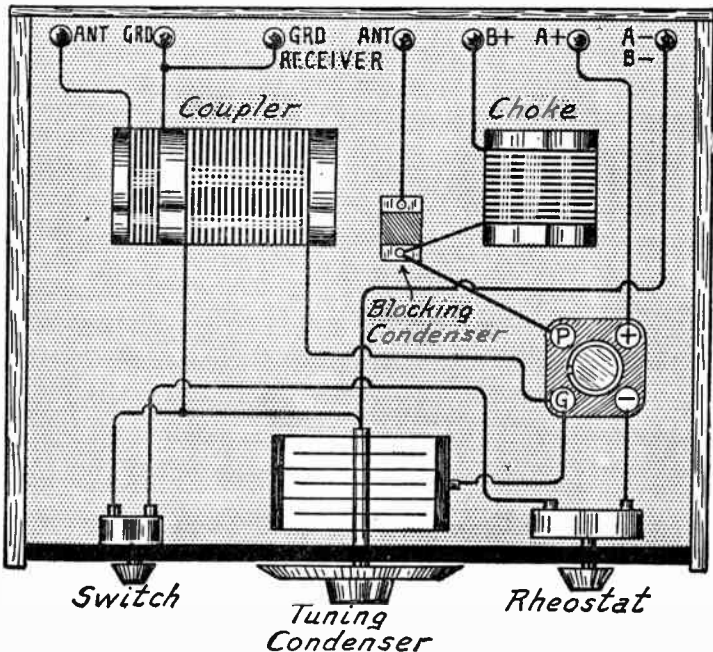 ANT GRD GRD ANT B+ A+ A-
RECEIVER B-
Coupler Choke
Blocking
Condenser
P +
G -
Switch Tuning Rheostat
Condenser